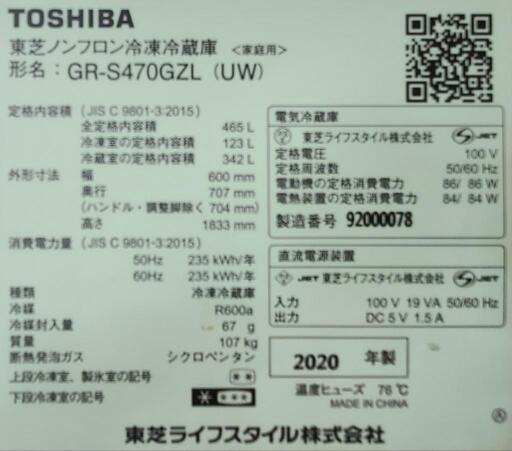 TOSHIBA
東芝ノンフロン冷凍冷蔵庫 <家庭用>
形名：GR-S470GZL (UW)
定格内容積 (JIS C 9801-3:2015)
全定格内容積 465 L
冷凍室の定格内容積 123 L
冷蔵室の定格内容積 342 L
外形寸法 幅 600 mm
奥行 707 mm
(ハンドル・調整脚除く 704 mm)
高さ 1833 mm
消費電力量 (JIS C 9801-3:2015)
50Hz 235 kWh/年
60Hz 235 kWh/年
種類 冷凍冷蔵庫
冷媒 R600a
冷媒封入量 67 g
質量 107 kg
断熱発泡ガス シクロペンタン
上段冷凍室、製氷室の記号 **
下段冷凍室の記号 ****
電気冷蔵庫
東芝ライフスタイル株式会社 JET
定格電圧 100 V
定格周波数 50/60 Hz
電動機の定格消費電力 86/ 86 W
電熱装置の定格消費電力 84/ 84 W
製造番号 92000078
直流電源装置
JET 東芝ライフスタイル株式会社 JET
入力 100 V 19 VA 50/60 Hz
出力 DC 5 V 1.5 A
2020 年製
温度ヒューズ 76 ℃
MADE IN CHINA
東芝ライフスタイル株式会社